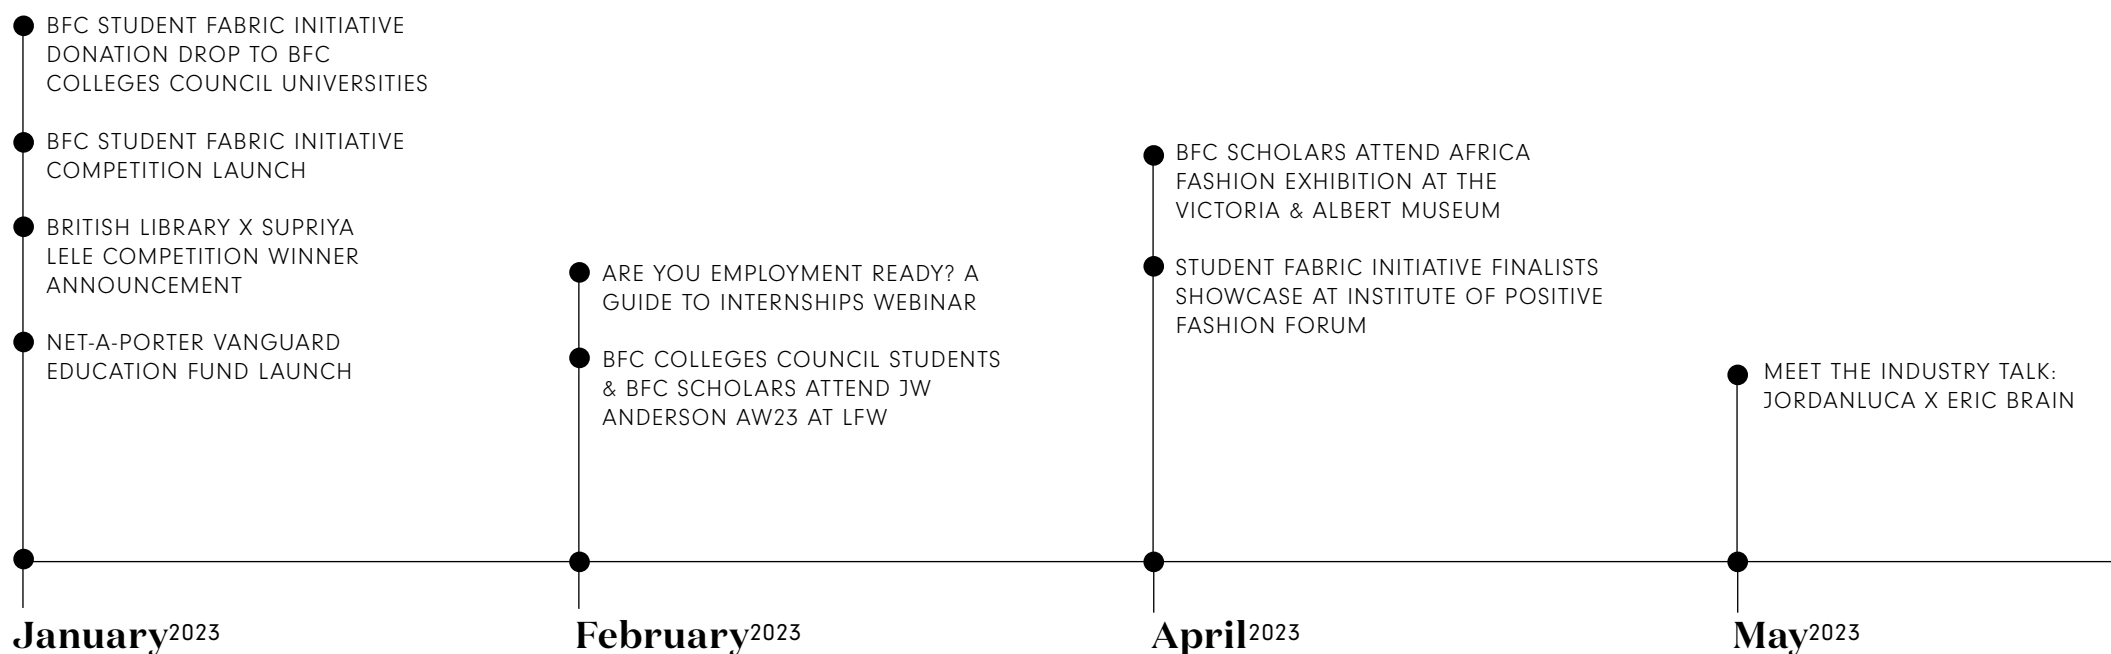 BFC STUDENT FABRIC INITIATIVE
DONATION DROP TO BFC
COLLEGES COUNCIL UNIVERSITIES
BFC STUDENT FABRIC INITIATIVE
COMPETITION LAUNCH
BRITISH LIBRARY X SUPRIYA
LELE COMPETITION WINNER
ANNOUNCEMENT
NET-A-PORTER VANGUARD
EDUCATION FUND LAUNCH
January2023
ARE YOU EMPLOYMENT READY? A
GUIDE TO INTERNSHIPS WEBINAR
BFC COLLEGES COUNCIL STUDENTS
& BFC SCHOLARS ATTEND JW
ANDERSON AW23 AT LFW
February2023
BFC SCHOLARS ATTEND AFRICA
FASHION EXHIBITION AT THE
VICTORIA & ALBERT MUSEUM
STUDENT FABRIC INITIATIVE FINALISTS
SHOWCASE AT INSTITUTE OF POSITIVE
FASHION FORUM
April2023
MEET THE INDUSTRY TALK:
JORDANLUCA X ERIC BRAIN
May2023